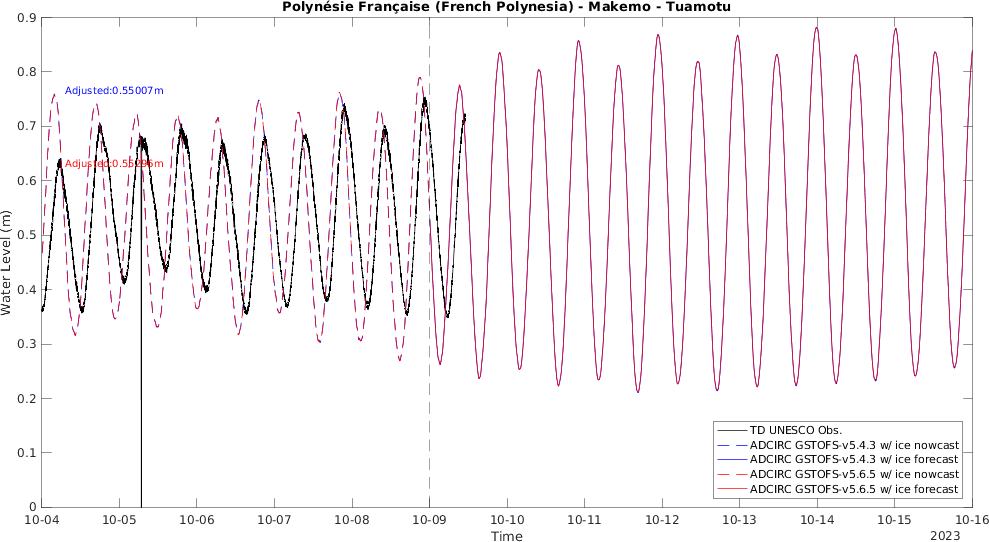 Polynésie Française (French Polynesia) - Makemo - Tuamotu
0.9
0.8
0.7
0.6
0.5
0.4
0.3
0.2
0.1
0
Water Level (m)
Adjusted:0.55007m
Adjusted:0.55296m
TD UNESCO Obs.
ADCIRC GSTOFS-v5.4.3 w/ ice nowcast
ADCIRC GSTOFS-v5.4.3 w/ ice forecast
ADCIRC GSTOFS-v5.6.5 w/ ice nowcast
ADCIRC GSTOFS-v5.6.5 w/ ice forecast
10-04 10-05 10-06 10-07 10-08 10-09 10-10 10-11 10-12 10-13 10-14 10-15 10-16
Time
2023